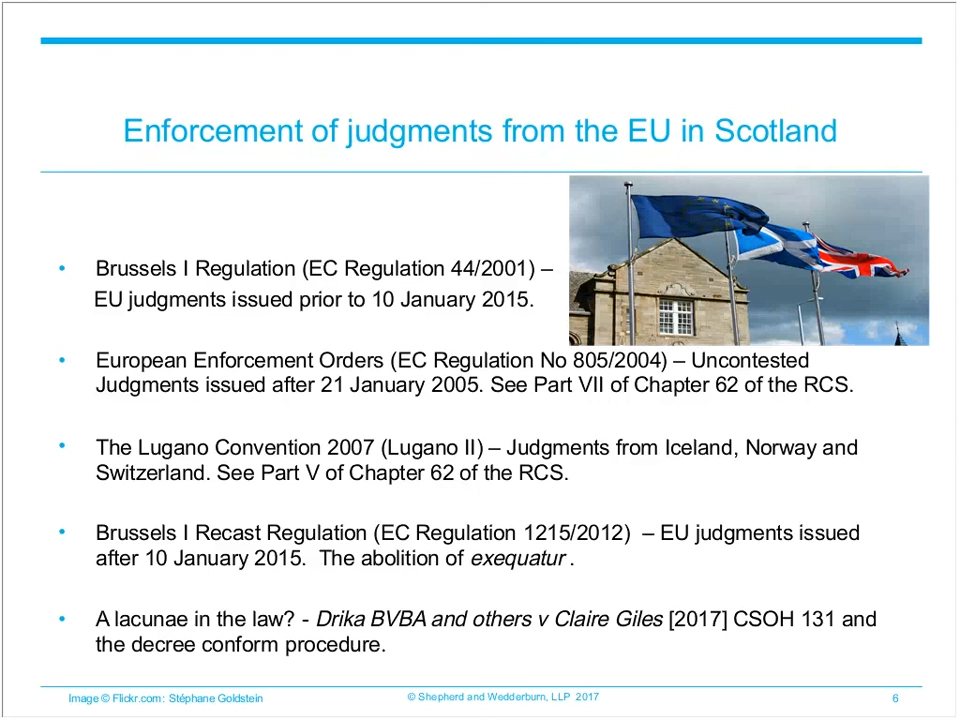 Enforcement of judgments from the EU in Scotland
• Brussels I Regulation (EC Regulation 44/2001) –
EU judgments issued prior to 10 January 2015.
• European Enforcement Orders (EC Regulation No 805/2004) – Uncontested
Judgments issued after 21 January 2005. See Part VII of Chapter 62 of the RCS.
• The Lugano Convention 2007 (Lugano II) – Judgments from Iceland, Norway and
Switzerland. See Part V of Chapter 62 of the RCS.
• Brussels I Recast Regulation (EC Regulation 1215/2012) – EU judgments issued
after 10 January 2015. The abolition of exequatur .
• A lacunae in the law? - Drika BVBA and others v Claire Giles [2017] CSOH 131 and
the decree conform procedure.
Image © Flickr.com: Stéphane Goldstein
© Shepherd and Wedderburn, LLP 2017
6